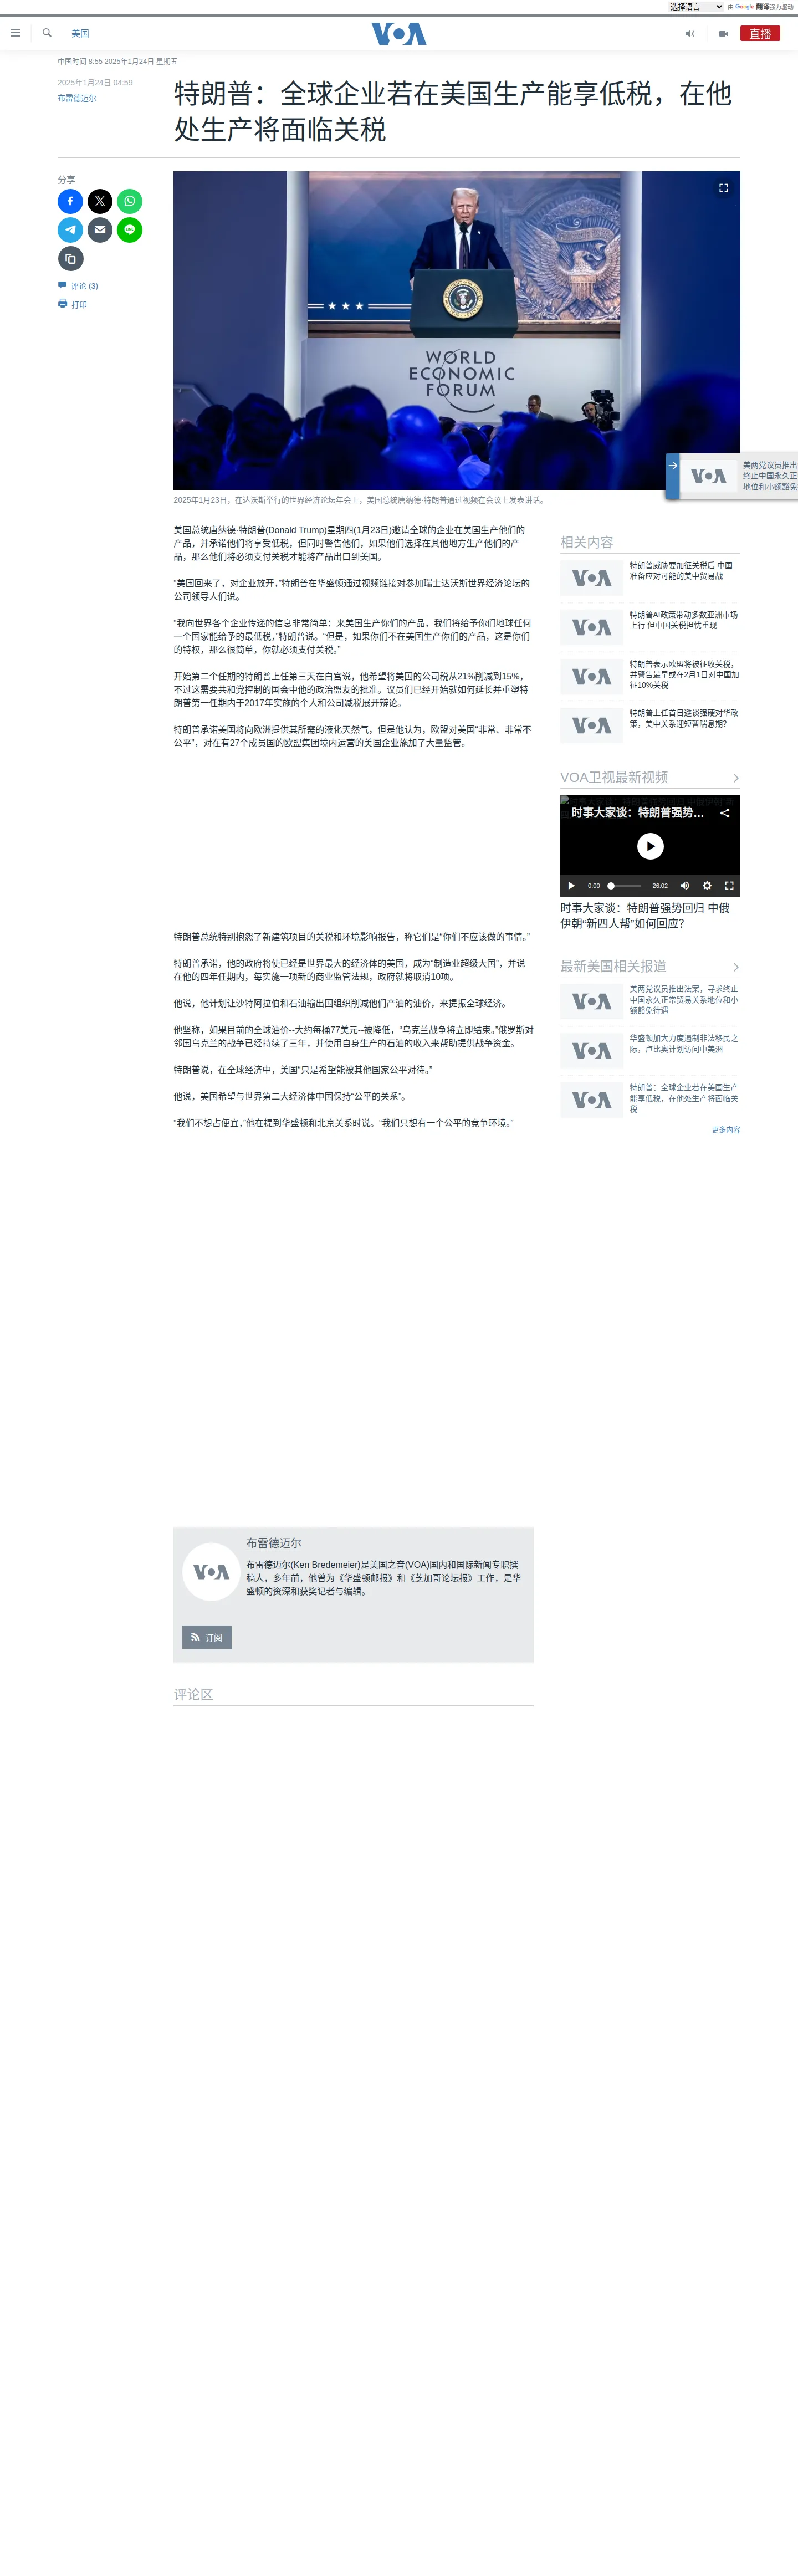 选择语言
由 Google 翻译强力驱动
美国
VOA
直播
中国时间 8:55 2025年1月24日 星期五
2025年1月24日 04:59
布雷德迈尔
特朗普：全球企业若在美国生产能享低税，在他
处生产将面临关税
分享
评论 (3)
打印
WORLD
ECONOMIC
FORUM
2025年1月23日，在达沃斯举行的世界经济论坛年会上，美国总统唐纳德·特朗普通过视频在会议上发表讲话。
美两党议员推出
终止中国永久正
地位和小额豁免
VOA
美国总统唐纳德·特朗普(Donald Trump)星期四(1月23日)邀请全球的企业在美国生产他们的
产品，并承诺他们将享受低税，但同时警告他们，如果他们选择在其他地方生产他们的产
品，那么他们将必须支付关税才能将产品出口到美国。
“美国回来了，对企业放开，”特朗普在华盛顿通过视频链接对参加瑞士达沃斯世界经济论坛的
公司领导人们说。
“我向世界各个企业传递的信息非常简单：来美国生产你们的产品，我们将给予你们地球任何
一个国家能给予的最低税，”特朗普说。“但是，如果你们不在美国生产你们的产品，这是你们
的特权，那么很简单，你就必须支付关税。”
开始第二个任期的特朗普上任第三天在白宫说，他希望将美国的公司税从21%削减到15%，
不过这需要共和党控制的国会中他的政治盟友的批准。议员们已经开始就如何延长并重塑特
朗普第一任期内于2017年实施的个人和公司减税展开辩论。
特朗普承诺美国将向欧洲提供其所需的液化天然气，但是他认为，欧盟对美国“非常、非常不
公平”，对在有27个成员国的欧盟集团境内运营的美国企业施加了大量监管。
特朗普总统特别抱怨了新建筑项目的关税和环境影响报告，称它们是“你们不应该做的事情。”
特朗普承诺，他的政府将使已经是世界最大的经济体的美国，成为“制造业超级大国”，并说
在他的四年任期内，每实施一项新的商业监管法规，政府就将取消10项。
他说，他计划让沙特阿拉伯和石油输出国组织削减他们产油的油价，来提振全球经济。
他坚称，如果目前的全球油价--大约每桶77美元--被降低，“乌克兰战争将立即结束。”俄罗斯对
邻国乌克兰的战争已经持续了三年，并使用自身生产的石油的收入来帮助提供战争资金。
特朗普说，在全球经济中，美国“只是希望能被其他国家公平对待。”
他说，美国希望与世界第二大经济体中国保持“公平的关系”。
“我们不想占便宜，”他在提到华盛顿和北京关系时说。“我们只想有一个公平的竞争环境。”
相关内容
VOA
特朗普威胁要加征关税后 中国
准备应对可能的美中贸易战
VOA
特朗普AI政策带动多数亚洲市场
上行 但中国关税担忧重现
VOA
特朗普表示欧盟将被征收关税，
并警告最早或在2月1日对中国加
征10%关税
VOA
特朗普上任首日避谈强硬对华政
策，美中关系迎短暂喘息期？
VOA卫视最新视频
时事大家谈：特朗普强势...
0:00
26:02
时事大家谈：特朗普强势回归 中俄
伊朝“新四人帮”如何回应？
最新美国相关报道
VOA
美两党议员推出法案，寻求终止
中国永久正常贸易关系地位和小
额豁免待遇
VOA
华盛顿加大力度遏制非法移民之
际，卢比奥计划访问中美洲
VOA
特朗普：全球企业若在美国生产
能享低税，在他处生产将面临关
税
更多内容
布雷德迈尔
VOA
布雷德迈尔(Ken Bredemeier)是美国之音(VOA)国内和国际新闻专职撰
稿人，多年前，他曾为《华盛顿邮报》和《芝加哥论坛报》工作，是华
盛顿的资深和获奖记者与编辑。
订阅
评论区